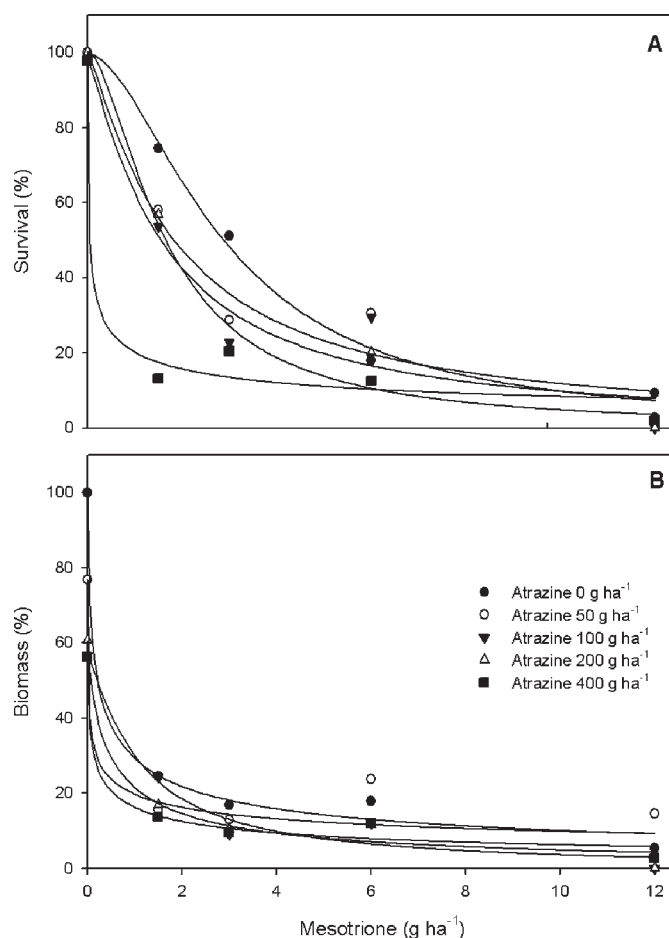 A
100
80
60
40
20
0
Survival (%)
B
100
80
60
40
20
0
Biomass (%)
Atrazine 0 g ha⁻¹
Atrazine 50 g ha⁻¹
Atrazine 100 g ha⁻¹
Atrazine 200 g ha⁻¹
Atrazine 400 g ha⁻¹
0 2 4 6 8 10 12
Mesotrione (g ha⁻¹)